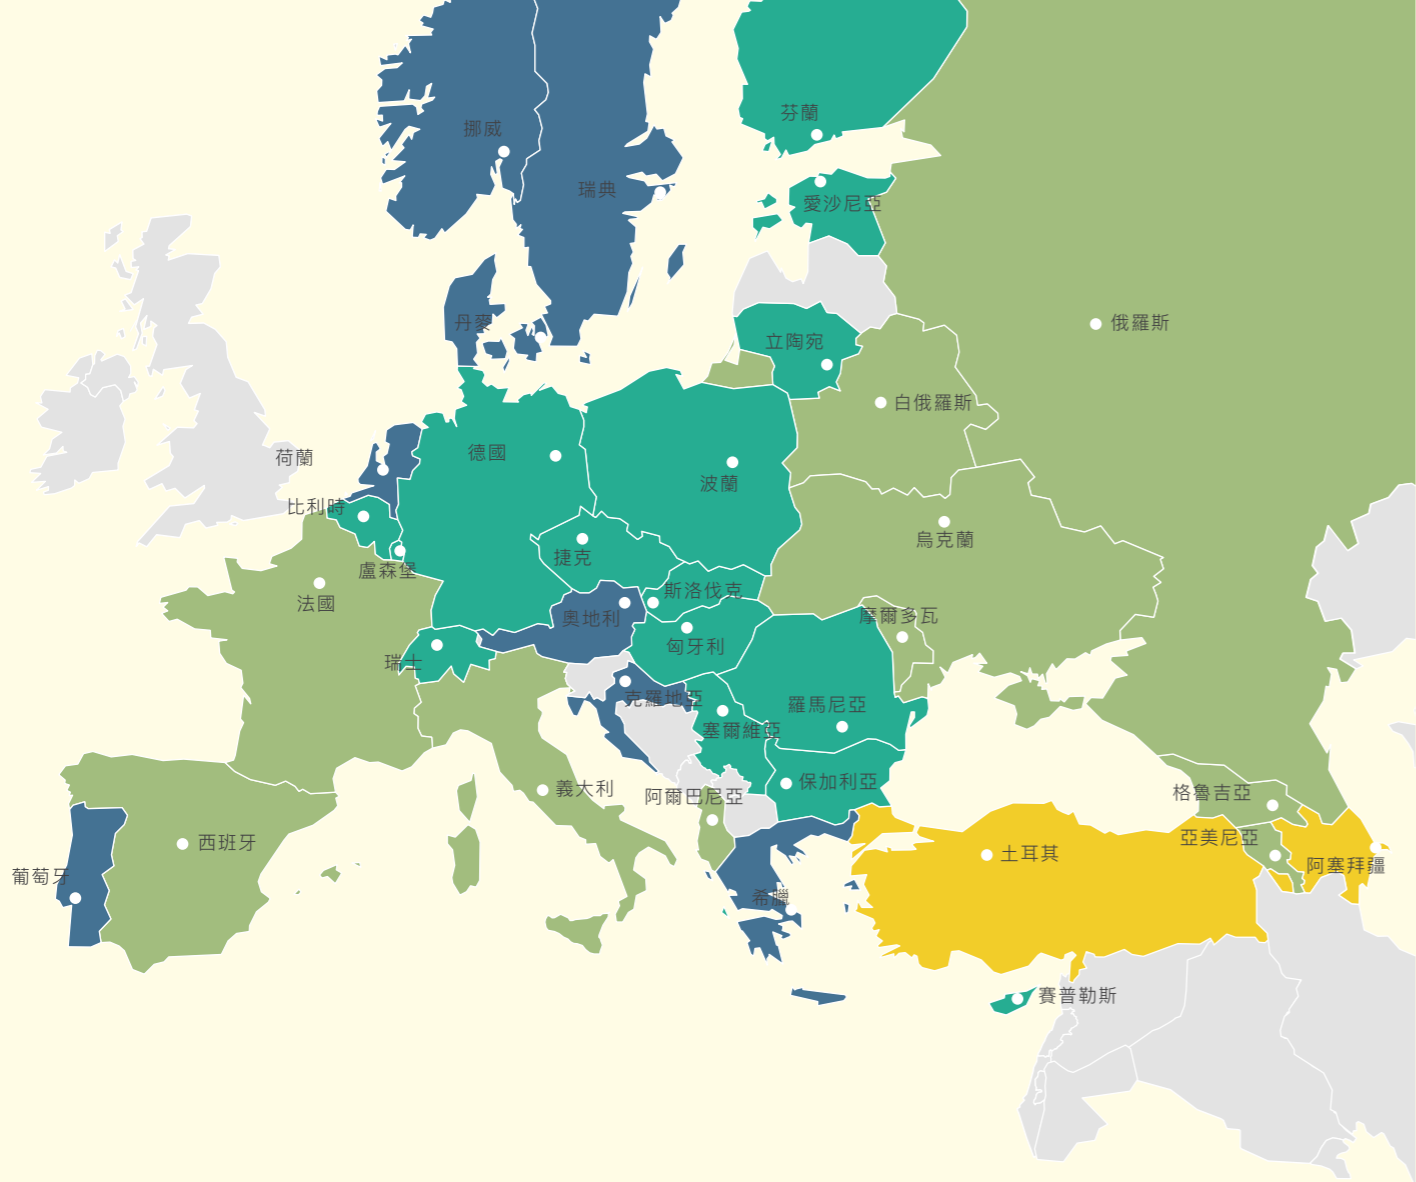 芬蘭
挪威
瑞典
愛沙尼亞
丹麥
俄羅斯
立陶宛
白俄羅斯
荷蘭
德國
波蘭
比利時
烏克蘭
捷克
盧森堡
斯洛伐克
法國
奧地利
摩爾多瓦
匈牙利
瑞士
克羅地亞
羅馬尼亞
塞爾維亞
保加利亞
義大利
阿爾巴尼亞
格魯吉亞
亞美尼亞
西班牙
土耳其
阿塞拜疆
葡萄牙
希臘
賽普勒斯